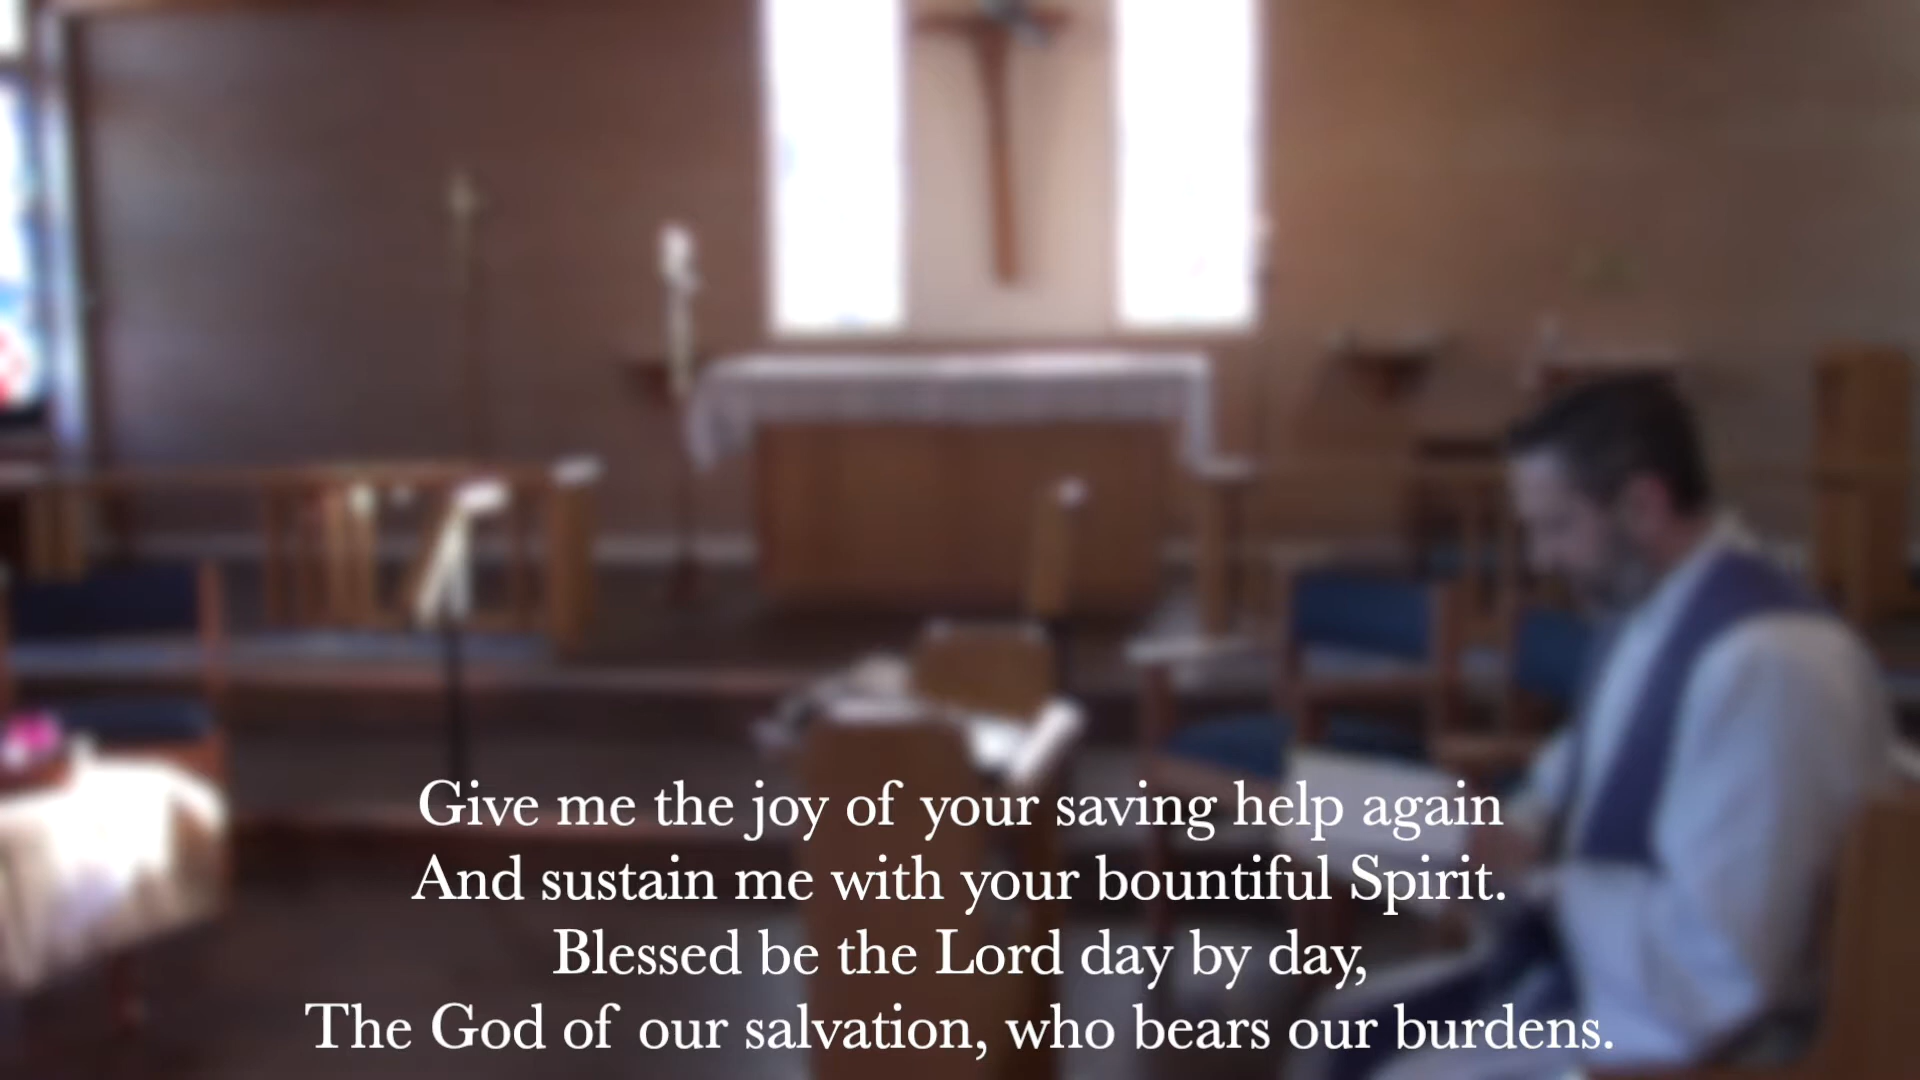 Give me the joy of your saving help again
And sustain me with your bountiful Spirit.
Blessed be the Lord day by day,
The God of our salvation, who bears our burdens.